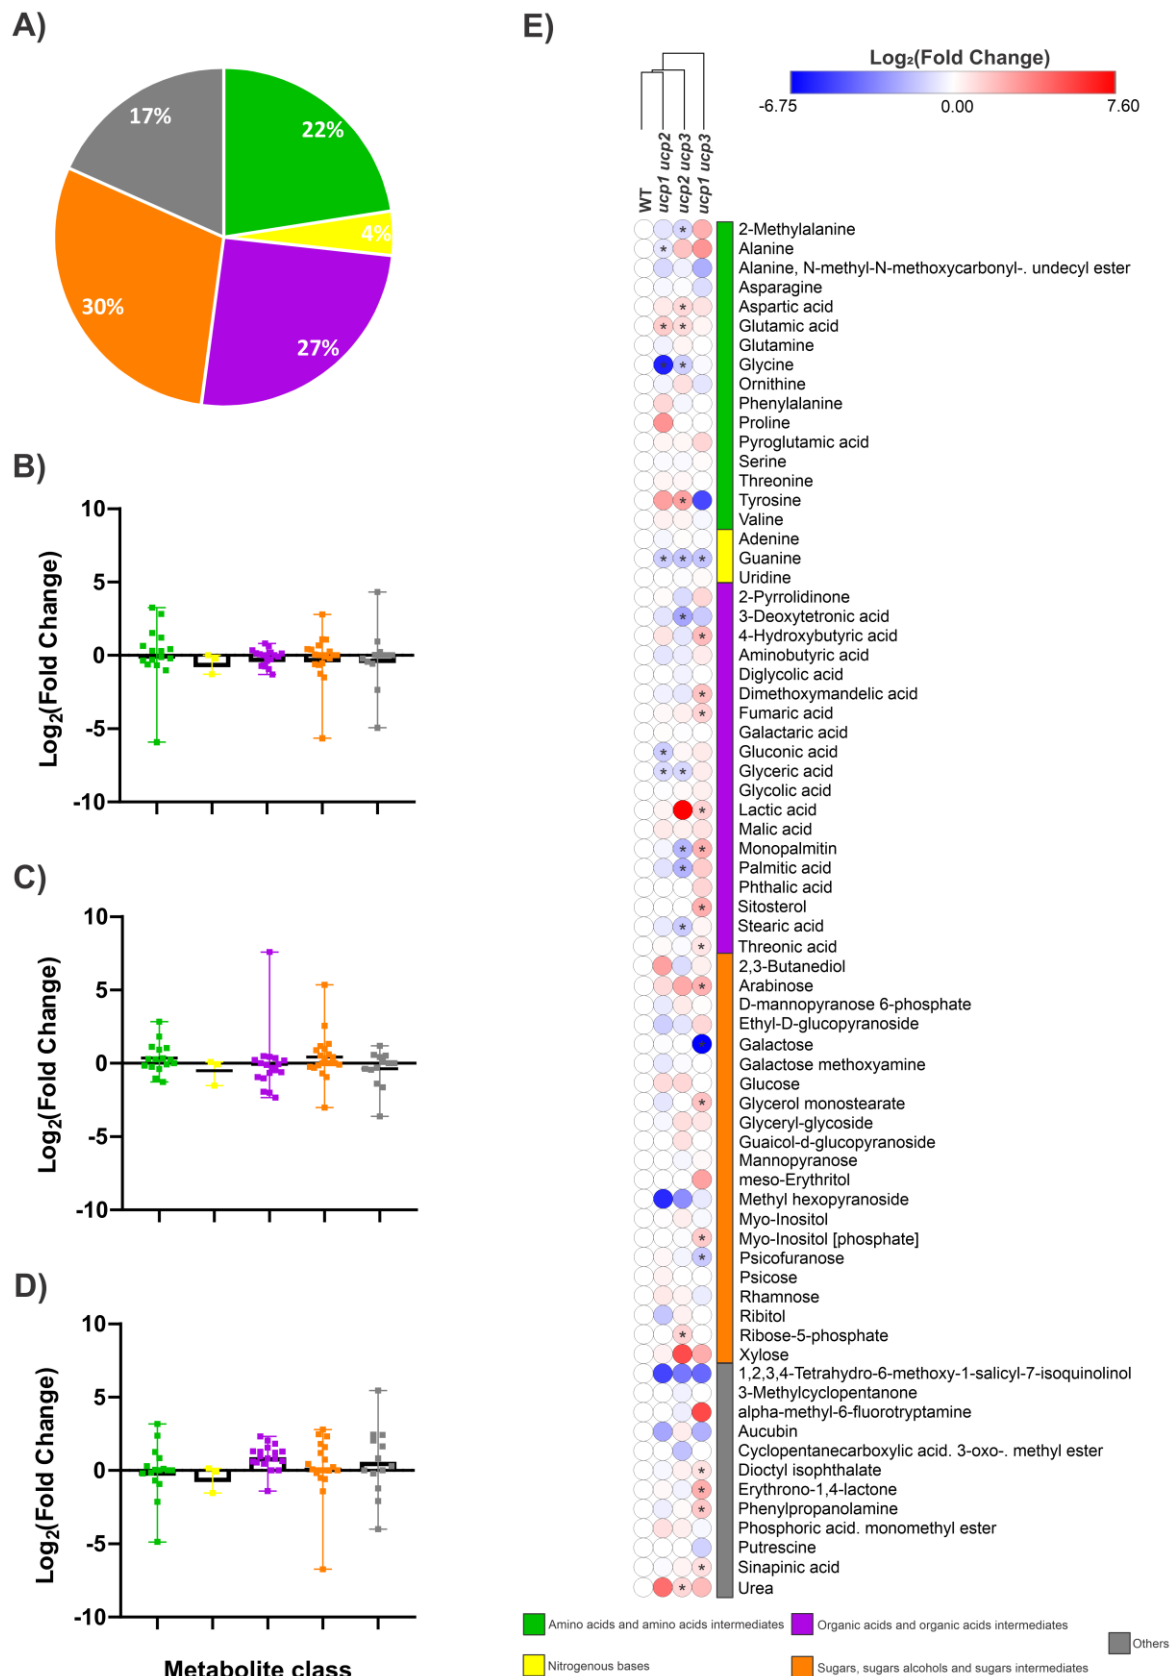 A)
22%
4%
27%
30%
17%
B)
Log2(Fold Change)
10
5
0
-5
-10
C)
Log2(Fold Change)
10
5
0
-5
-10
D)
Log2(Fold Change)
10
5
0
-5
-10
Metabolite class
E)
Log₂(Fold Change)
-6.75
0.00
7.60
WT
ucp1 ucp2
ucp2 ucp3
ucp1 ucp3
* 2-Methylalanine
* Alanine
Alanine, N-methyl-N-methoxycarbonyl-. undecyl ester
Asparagine
* Aspartic acid
* * Glutamic acid
Glutamine
* * Glycine
Ornithine
Phenylalanine
Proline
Pyroglutamic acid
Serine
Threonine
* Tyrosine
Valine
Adenine
* * * Guanine
Uridine
2-Pyrrolidinone
* 3-Deoxytetronic acid
* 4-Hydroxybutyric acid
Aminobutyric acid
Diglycolic acid
* Dimethoxymandelic acid
* Fumaric acid
Galactaric acid
* Gluconic acid
* * Glyceric acid
Glycolic acid
* Lactic acid
Malic acid
* * Monopalmitin
* Palmitic acid
Phthalic acid
* Sitosterol
* Stearic acid
* Threonic acid
2,3-Butanediol
* Arabinose
D-mannopyranose 6-phosphate
Ethyl-D-glucopyranoside
* Galactose
Galactose methoxyamine
Glucose
* Glycerol monostearate
Glyceryl-glycoside
Guaicol-d-glucopyranoside
Mannopyranose
meso-Erythritol
Methyl hexopyranoside
Myo-Inositol
* Myo-Inositol [phosphate]
* Psicofuranose
Psicose
Rhamnose
Ribitol
* Ribose-5-phosphate
Xylose
1,2,3,4-Tetrahydro-6-methoxy-1-salicyl-7-isoquinolinol
3-Methylcyclopentanone
alpha-methyl-6-fluorotryptamine
Aucubin
Cyclopentanecarboxylic acid. 3-oxo-. methyl ester
* Dioctyl isophthalate
* Erythrono-1,4-lactone
* Phenylpropanolamine
Phosphoric acid. monomethyl ester
Putrescine
* Sinapinic acid
* Urea
Amino acids and amino acids intermediates
Organic acids and organic acids intermediates
Others
Nitrogenous bases
Sugars, sugars alcohols and sugars intermediates